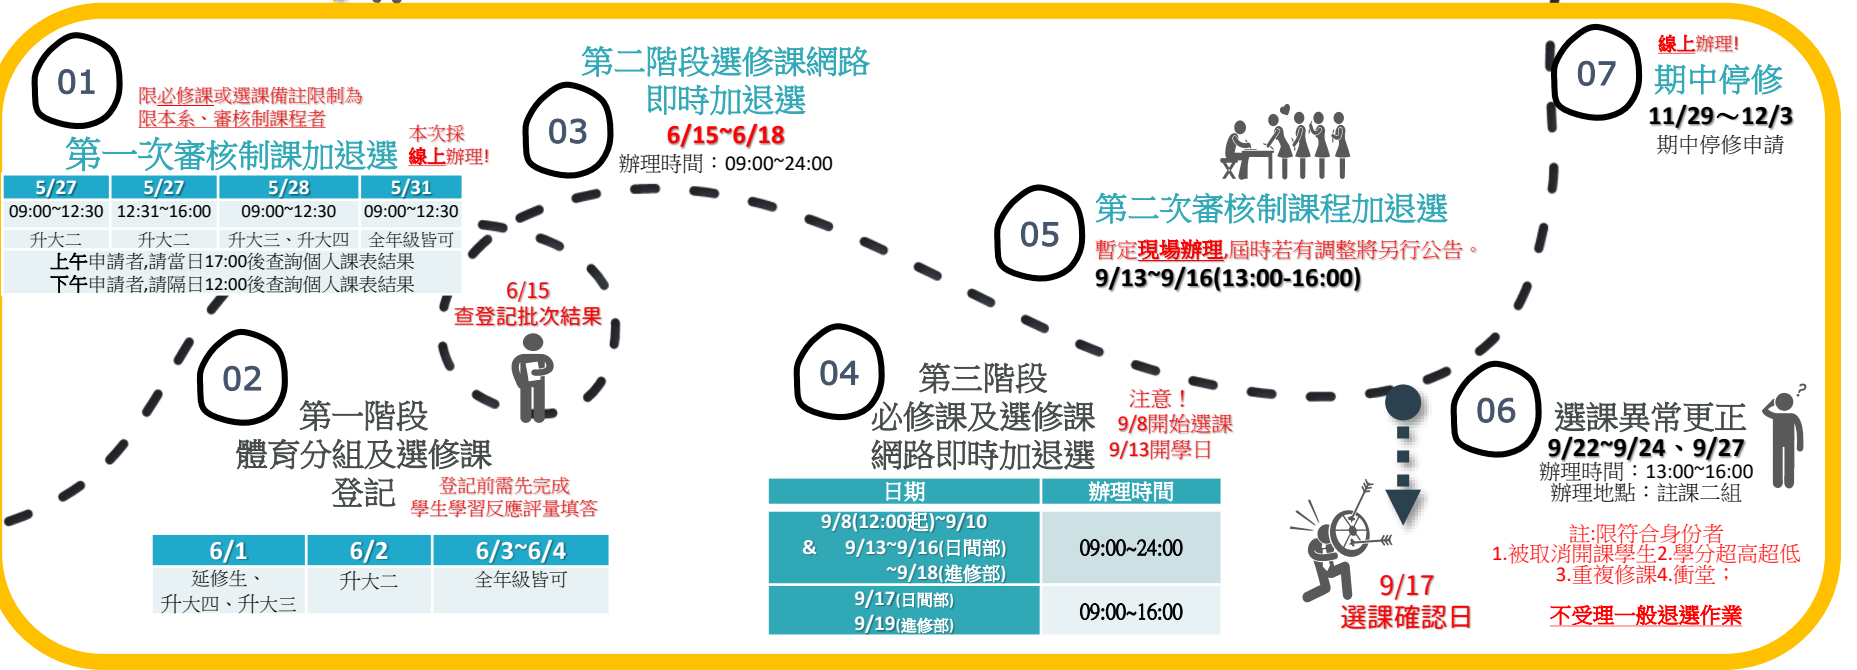 01
限必修課或選課備註限制為
限本系、審核制課程者
第一次審核制課加退選
本次採
線上辦理!
5/27 5/27 5/28 5/31
09:00~12:30 12:31~16:00 09:00~12:30 09:00~12:30
升大二 升大二 升大三、升大四 全年級皆可
上午申請者,請當日17:00後查詢個人課表結果
下午申請者,請隔日12:00後查詢個人課表結果
02
第一階段
體育分組及選修課
登記
登記前需先完成
學生學習反應評量填答
6/1 6/2 6/3~6/4
延修生、
升大四、升大三
升大二
全年級皆可
6/15
查登記批次結果
03
第二階段選修課網路
即時加退選
6/15~6/18
辦理時間：09:00~24:00
04
第三階段
必修課及選修課
網路即時加退選
注意！
9/8開始選課
9/13開學日
日期 辦理時間
9/8(12:00起)~9/10
& 9/13~9/16(日間部)
~9/18(進修部)
09:00~24:00
9/17(日間部)
9/19(進修部)
09:00~16:00
05
第二次審核制課程加退選
暫定現場辦理,屆時若有調整將另行公告。
9/13~9/16(13:00-16:00)
9/17
選課確認日
06
選課異常更正
9/22~9/24、9/27
辦理時間：13:00~16:00
辦理地點：註課二組
註:限符合身份者
1.被取消開課學生2.學分超高超低
3.重複修課4.衝堂；
不受理一般退選作業
?
07
線上辦理!
期中停修
11/29～12/3
期中停修申請